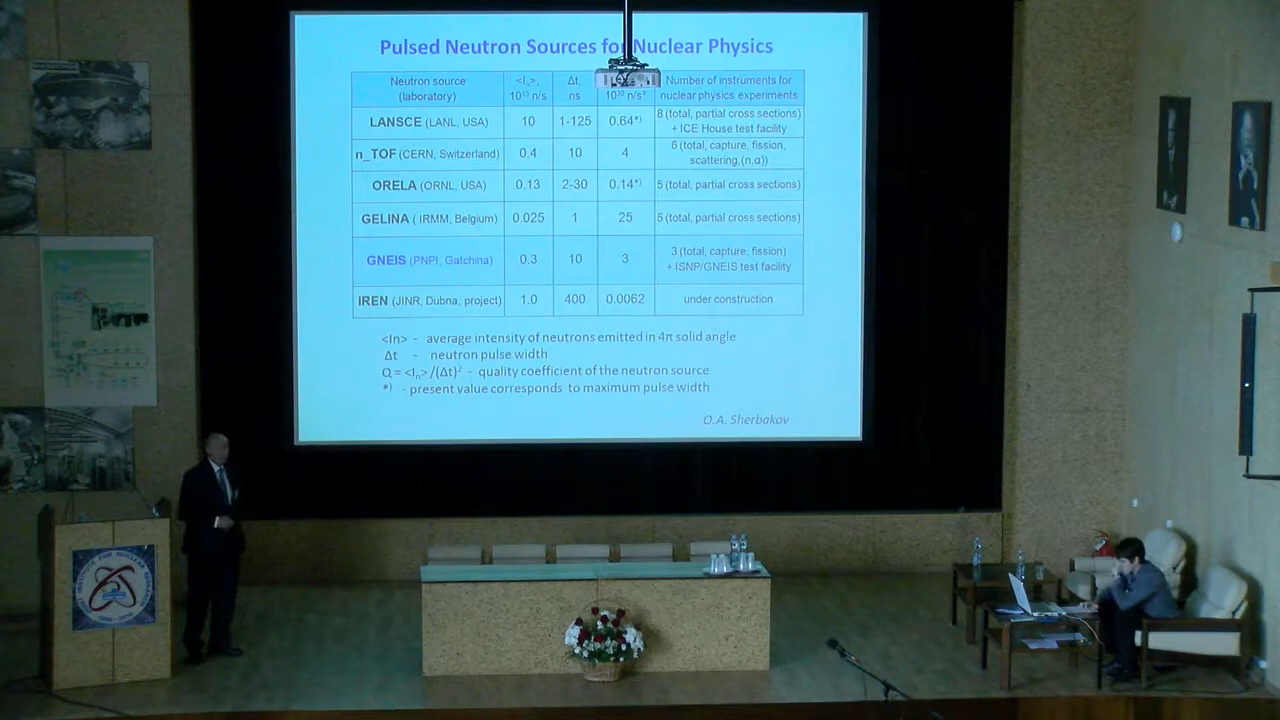 Pulsed Neutron Sources for Nuclear Physics
Neutron source <Iₙ>, Δt, Number of instruments for
(laboratory) 10¹⁵ n/s ns 10³⁰ n/s³ nuclear physics experiments
LANSCE (LANL, USA) 10 1-125 0.64*⁾ 8 (total, partial cross sections)
+ ICE House test facility
n_TOF (CERN, Switzerland) 0.4 10 4 6 (total, capture, fission,
scattering,(n,α))
ORELA (ORNL, USA) 0.13 2-30 0.14*⁾ 5 (total, partial cross sections)
GELINA ( IRMM, Belgium) 0.025 1 25 5 (total, partial cross sections)
GNEIS (PNPI, Gatchina) 0.3 10 3 3 (total, capture, fission)
+ ISNP/GNEIS test facility
IREN (JINR, Dubna, project) 1.0 400 0.0062 under construction
<In> - average intensity of neutrons emitted in 4π solid angle
Δt - neutron pulse width
Q = <Iₙ>/(Δt)² - quality coefficient of the neutron source
*⁾ - present value corresponds to maximum pulse width
O.A. Sherbakov